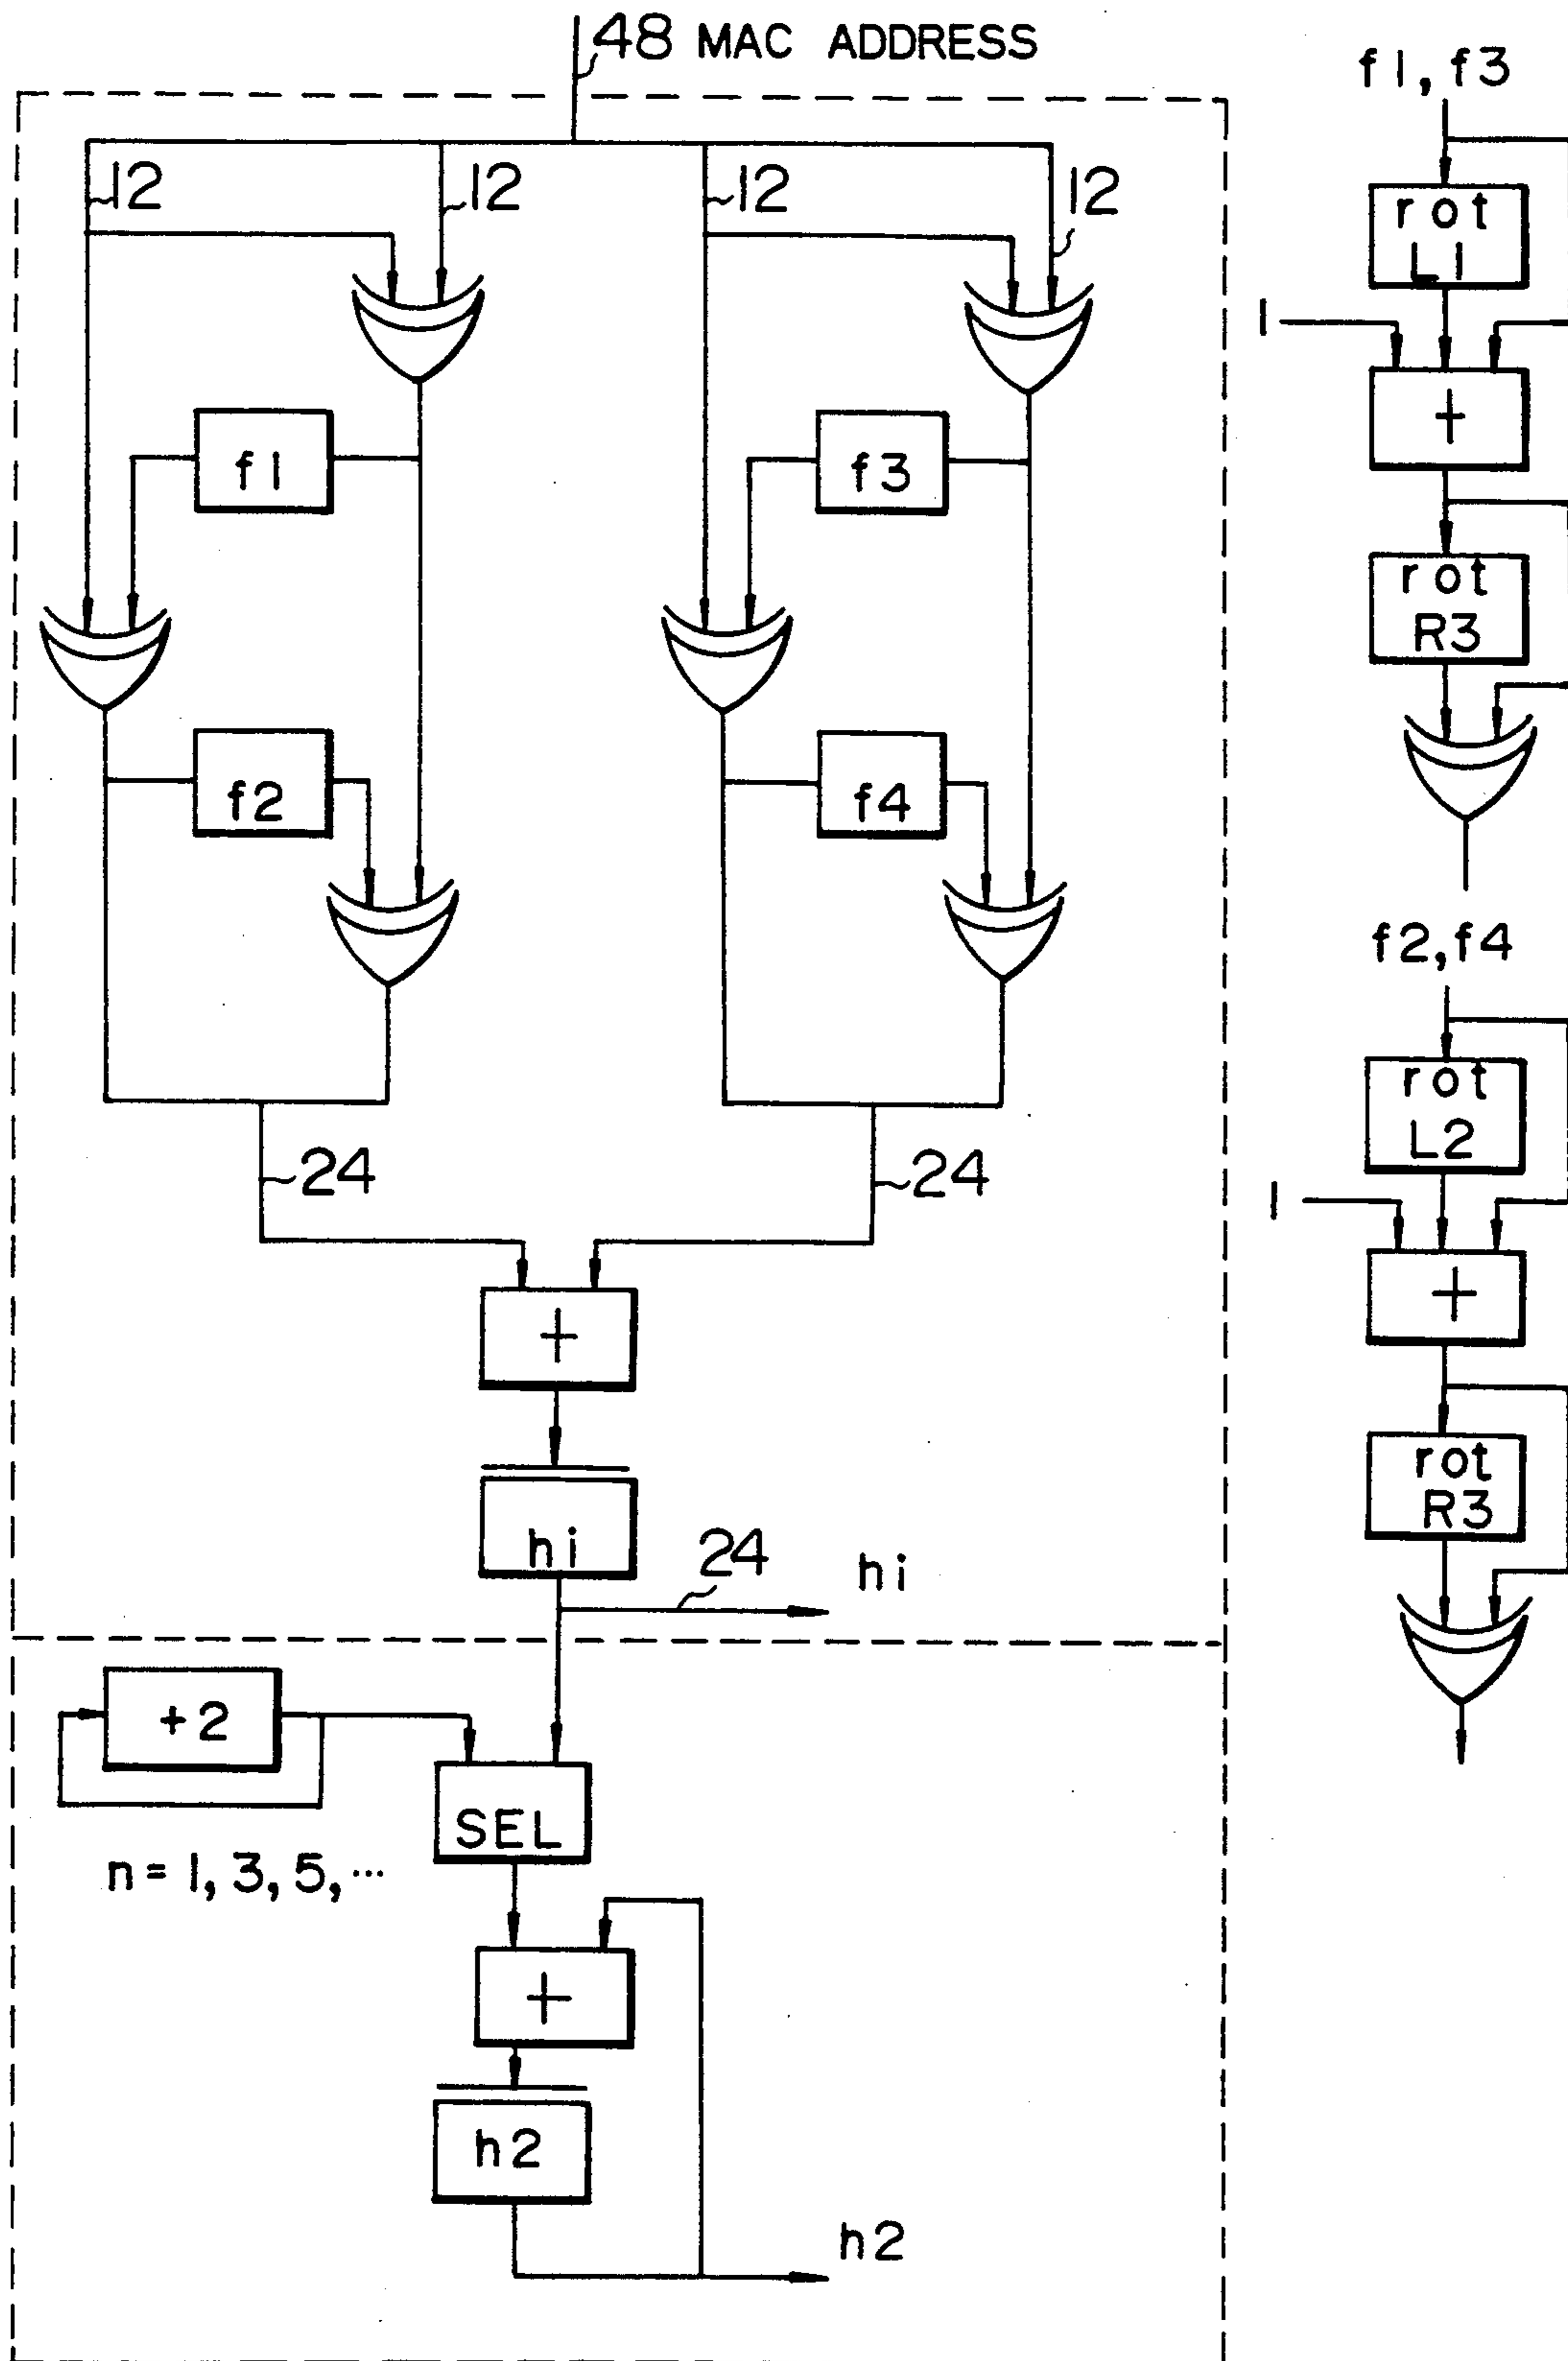 48 MAC ADDRESS
12
12
12
12
f1
f3
f2
f4
24
24
+
hi
24
hi
+2
SEL
n=1, 3, 5, ···
+
h2
h2
f1, f3
rot
L1
1
+
rot
R3
f2, f4
rot
L2
1
+
rot
R3